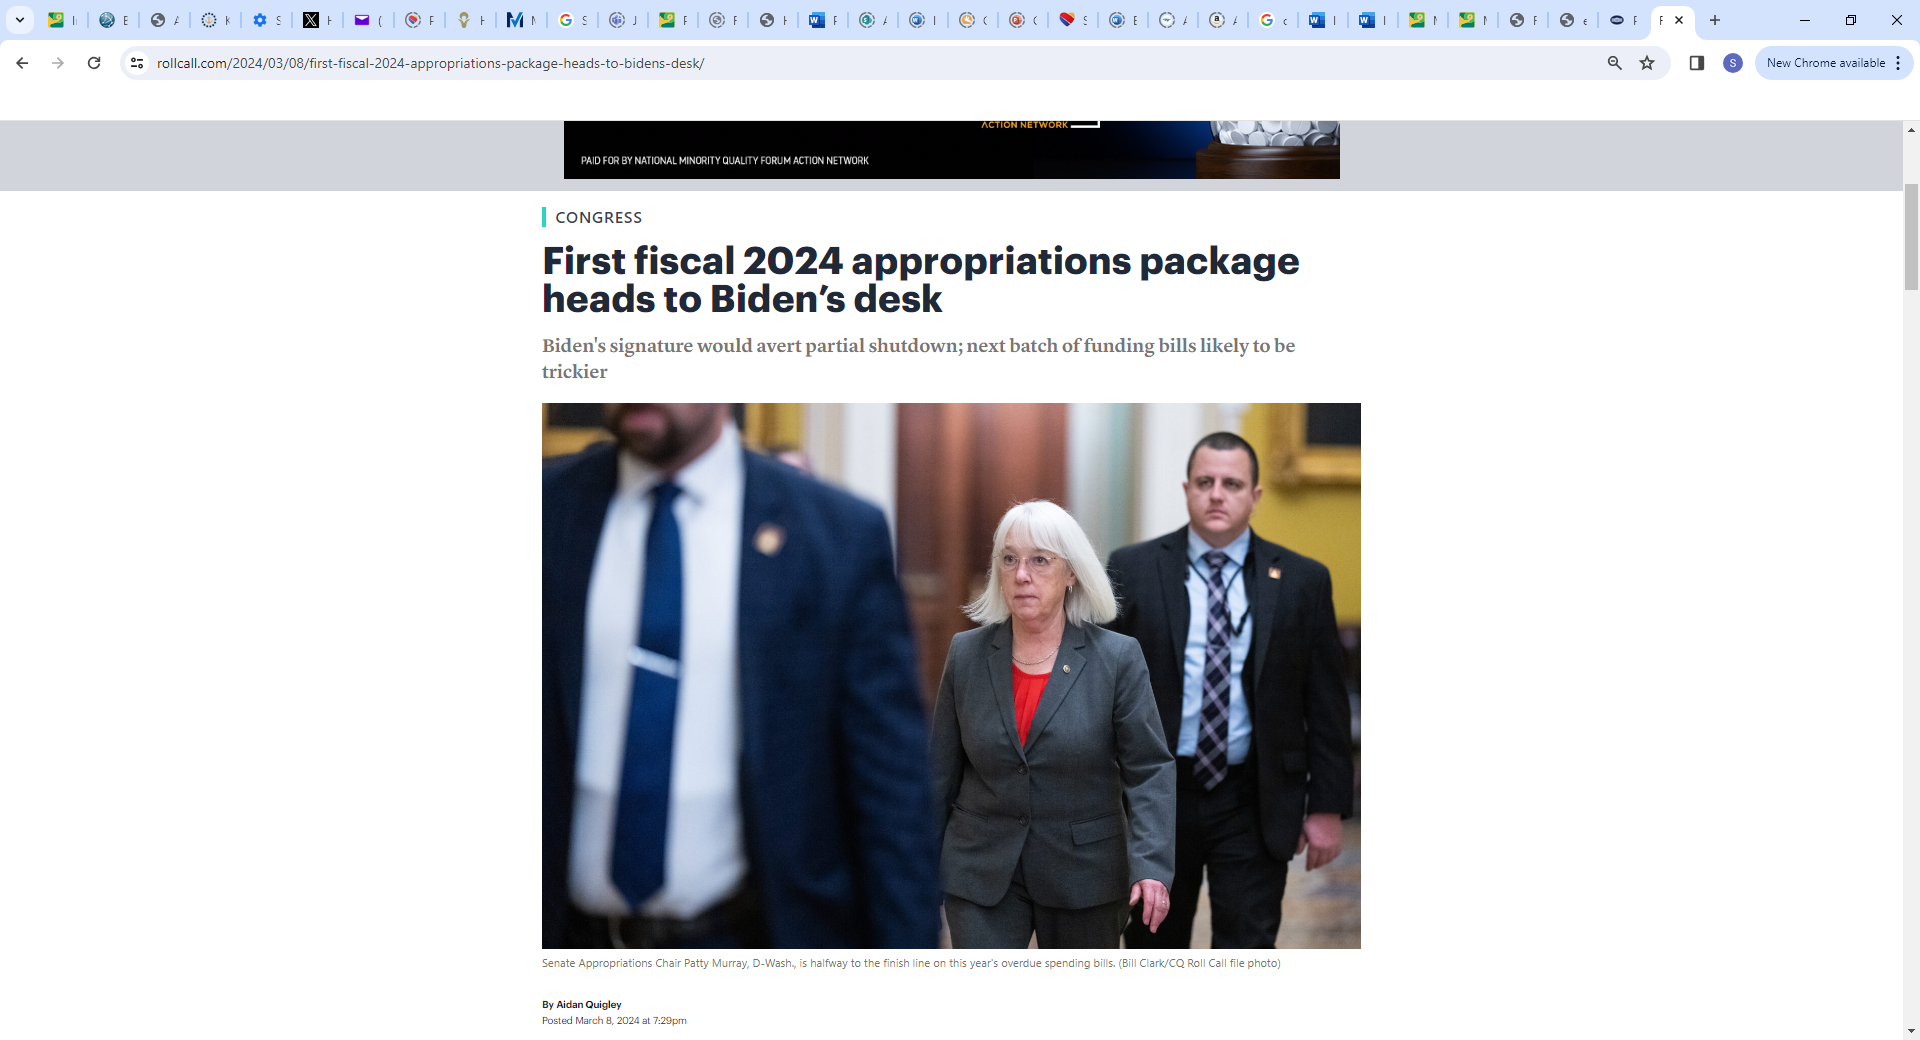 rollcall.com/2024/03/08/first-fiscal-2024-appropriations-package-heads-to-bidens-desk/
S
New Chrome available
ACTION NETWORK
PAID FOR BY NATIONAL MINORITY QUALITY FORUM ACTION NETWORK
CONGRESS
First fiscal 2024 appropriations package
heads to Biden’s desk
Biden's signature would avert partial shutdown; next batch of funding bills likely to be
trickier
Senate Appropriations Chair Patty Murray, D-Wash., is halfway to the finish line on this year's overdue spending bills. (Bill Clark/CQ Roll Call file photo)
By Aidan Quigley
Posted March 8, 2024 at 7:29pm